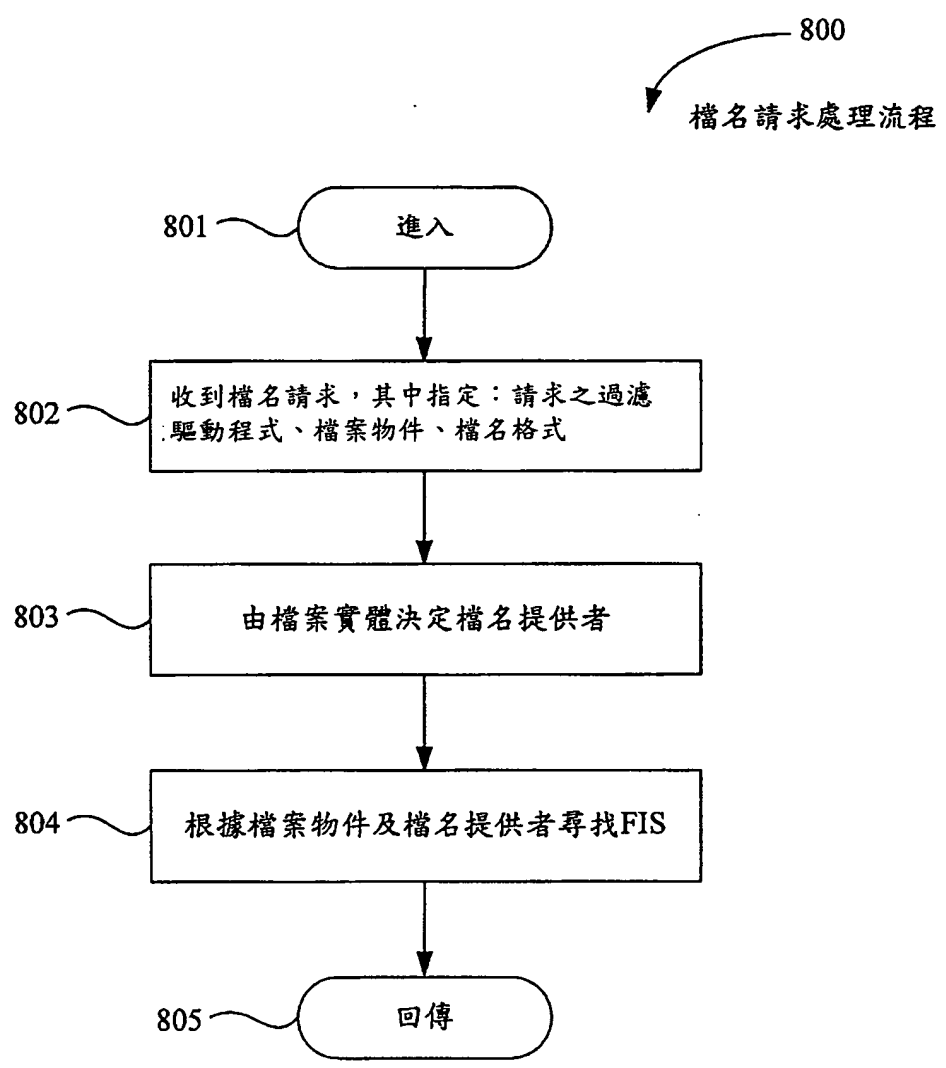 800
檔名請求處理流程
801
進入
802
收到檔名請求，其中指定：請求之過濾
驅動程式、檔案物件、檔名格式
803
由檔案實體決定檔名提供者
804
根據檔案物件及檔名提供者尋找FIS
805
回傳